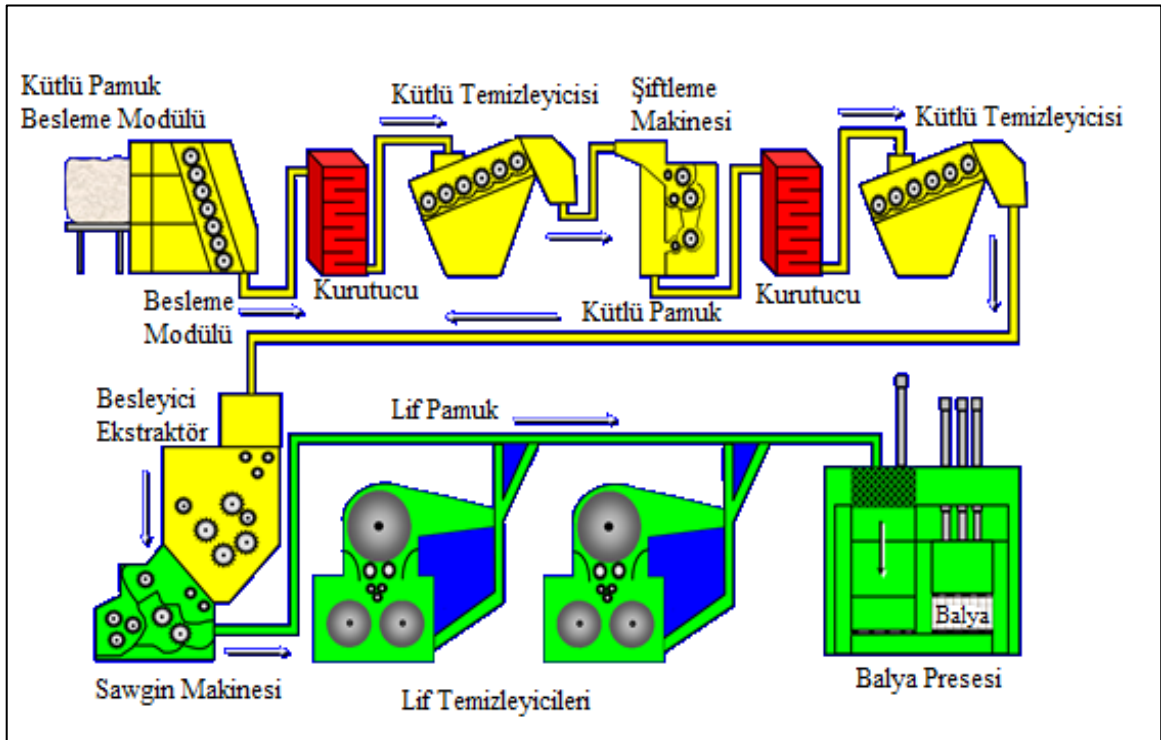 Kütlü Pamuk
Besleme Modülü
Kütlü Temizleyicisi
Şiftleme
Makinesi
Kütlü Temizleyicisi
Besleme
Modülü
Kurutucu
Kütlü Pamuk
Kurutucu
Besleyici
Ekstraktör
Lif Pamuk
Balya
Sawgin Makinesi
Lif Temizleyicileri
Balya Presesi